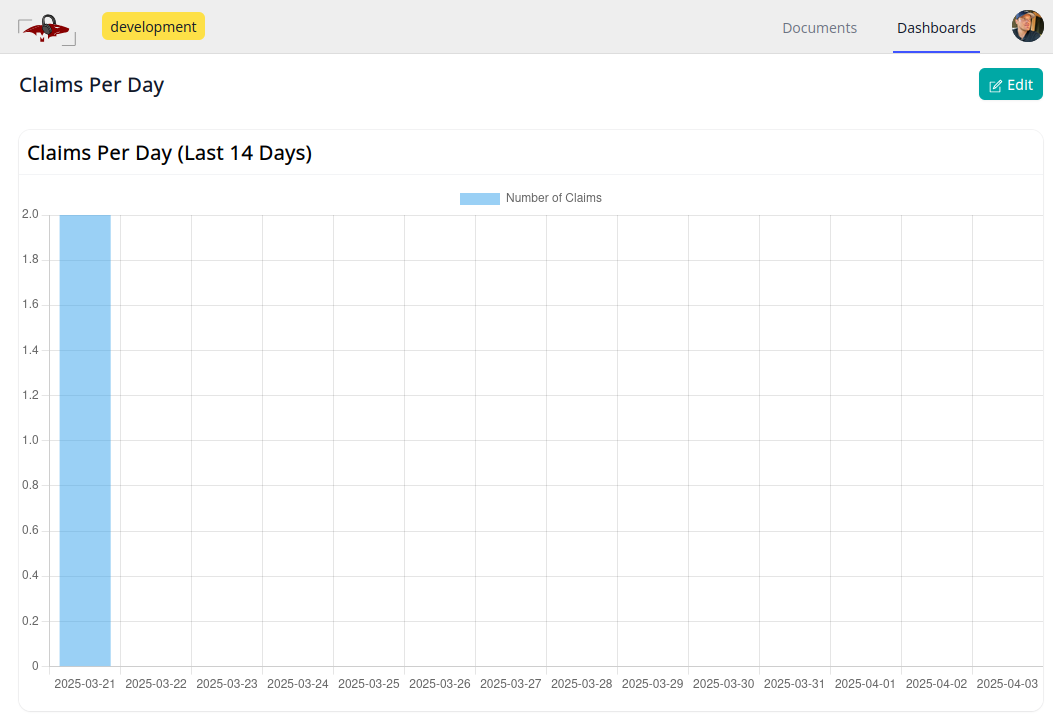 development
Documents
Dashboards
Claims Per Day
Edit
Claims Per Day (Last 14 Days)
Number of Claims
2.0
1.8
1.6
1.4
1.2
1.0
0.8
0.6
0.4
0.2
0
2025-03-21 2025-03-22 2025-03-23 2025-03-24 2025-03-25 2025-03-26 2025-03-27 2025-03-28 2025-03-29 2025-03-30 2025-03-31 2025-04-01 2025-04-02 2025-04-03